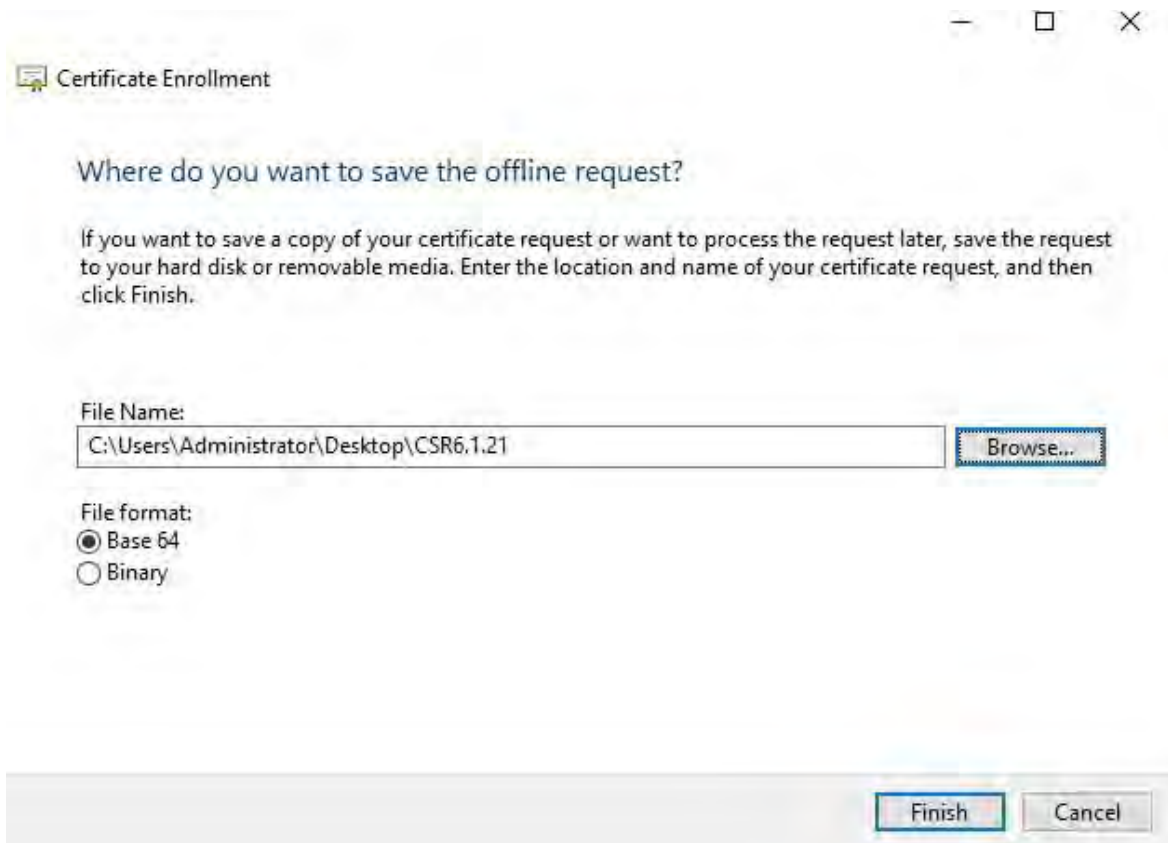 Certificate Enrollment
Where do you want to save the offline request?
If you want to save a copy of your certificate request or want to process the request later, save the request
to your hard disk or removable media. Enter the location and name of your certificate request, and then
click Finish.
File Name:
C:\Users\Administrator\Desktop\CSR6.1.21
Browse...
File format:
Base 64
Binary
Finish
Cancel